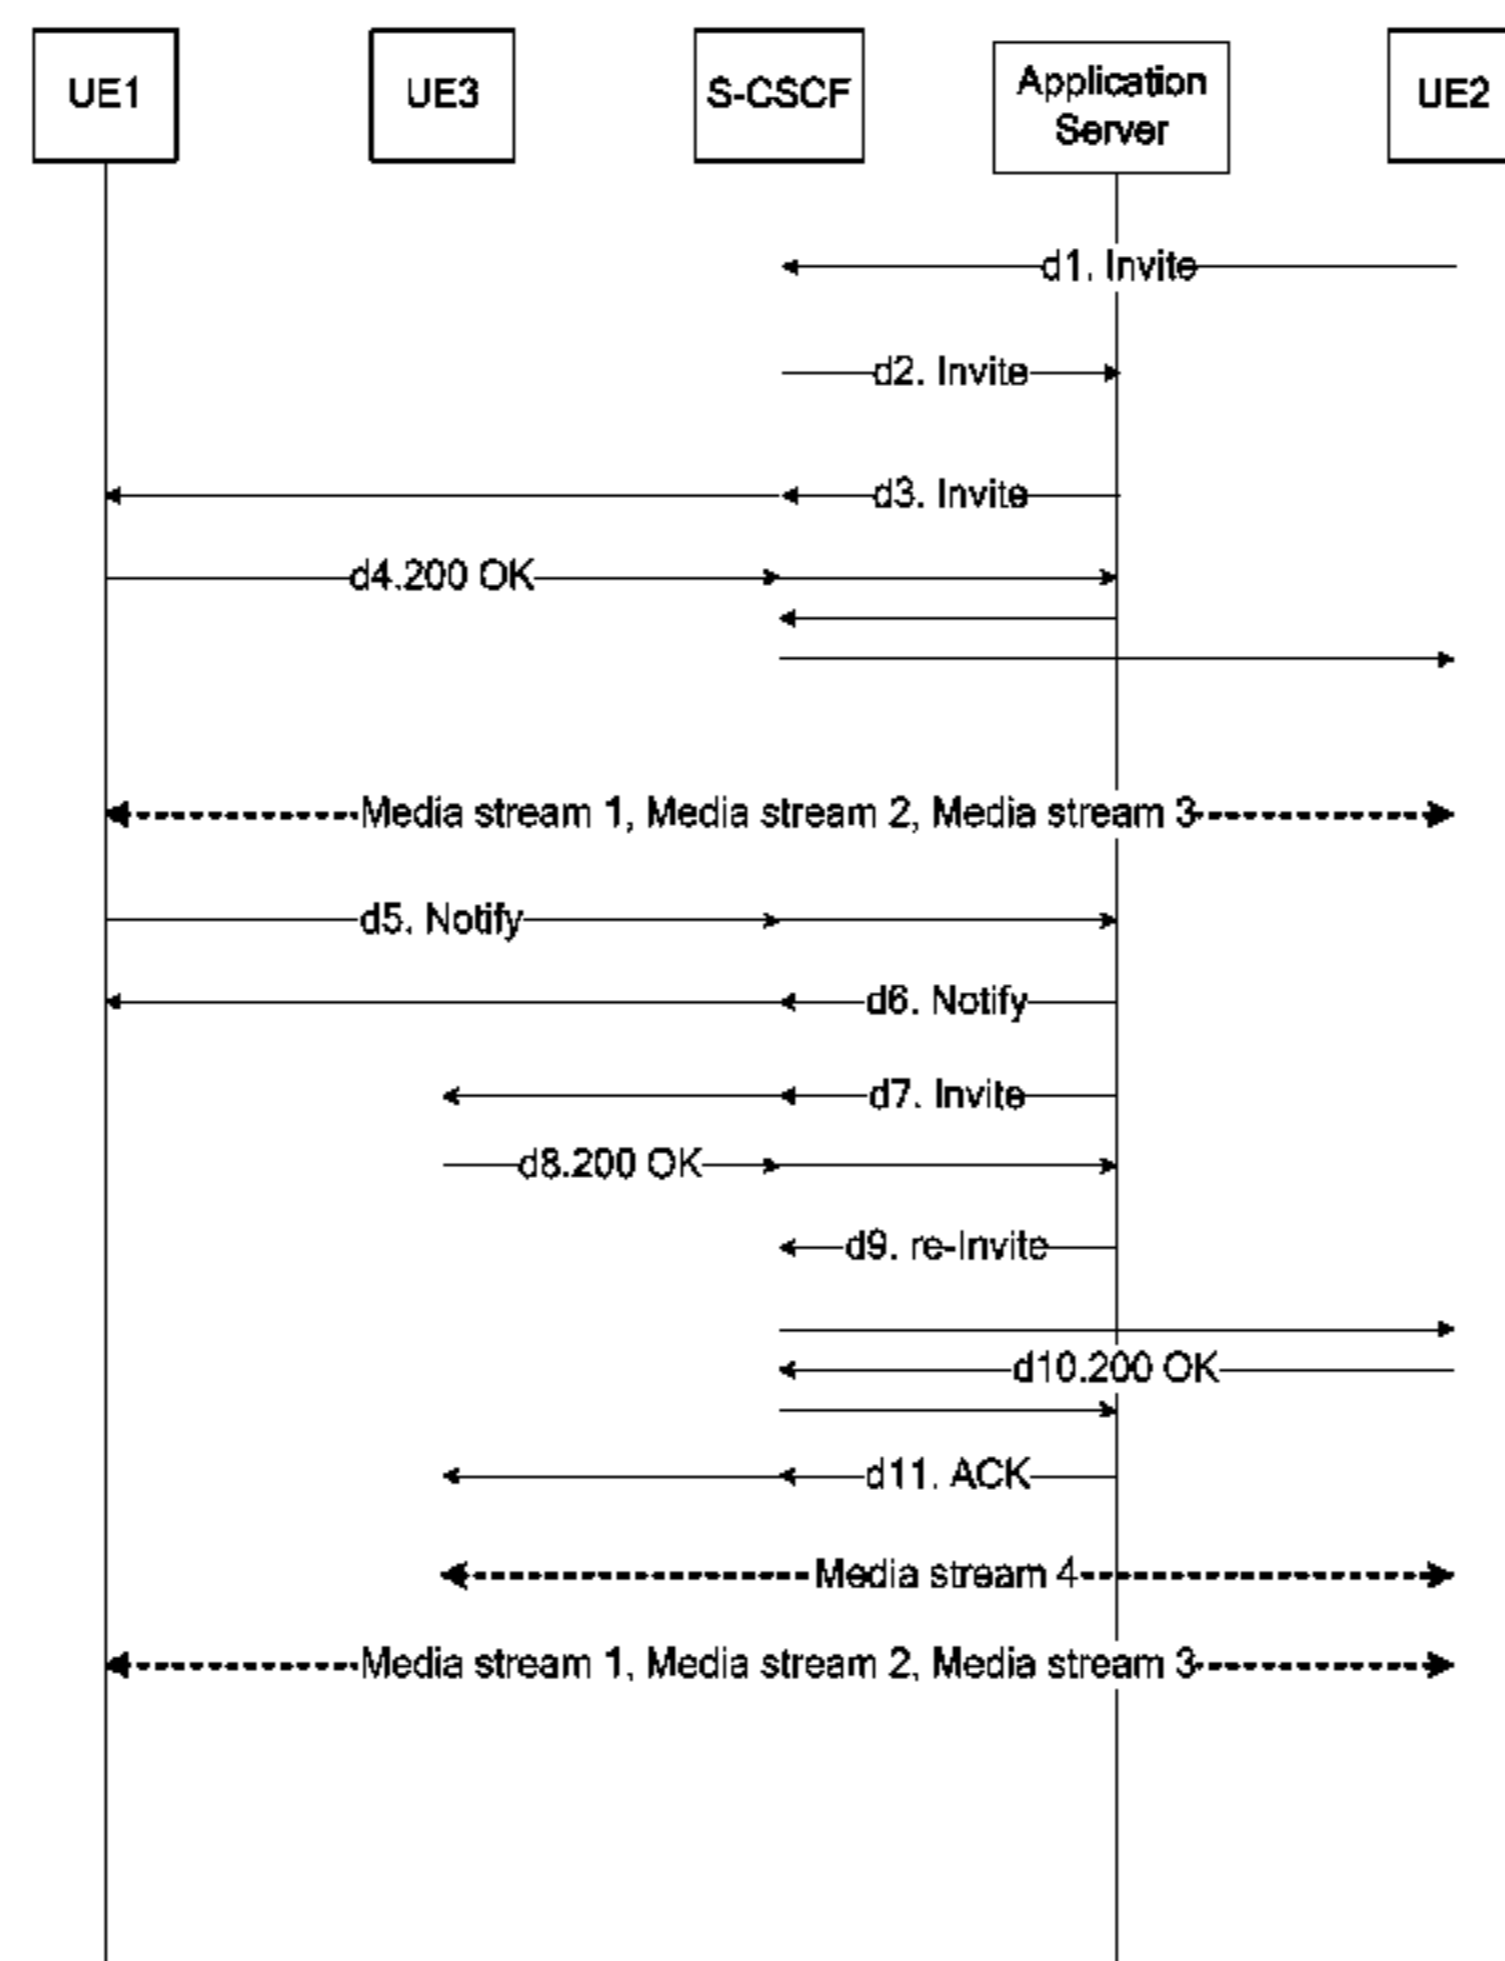 UE1
UE3
S-CSCF
Application
Server
UE2
d1. Invite
d2. Invite
d3. Invite
d4.200 OK
Media stream 1, Media stream 2, Media stream 3
d5. Notify
d6. Notify
d7. Invite
d8.200 OK
d9. re-Invite
d10.200 OK
d11. ACK
Media stream 4
Media stream 1, Media stream 2, Media stream 3